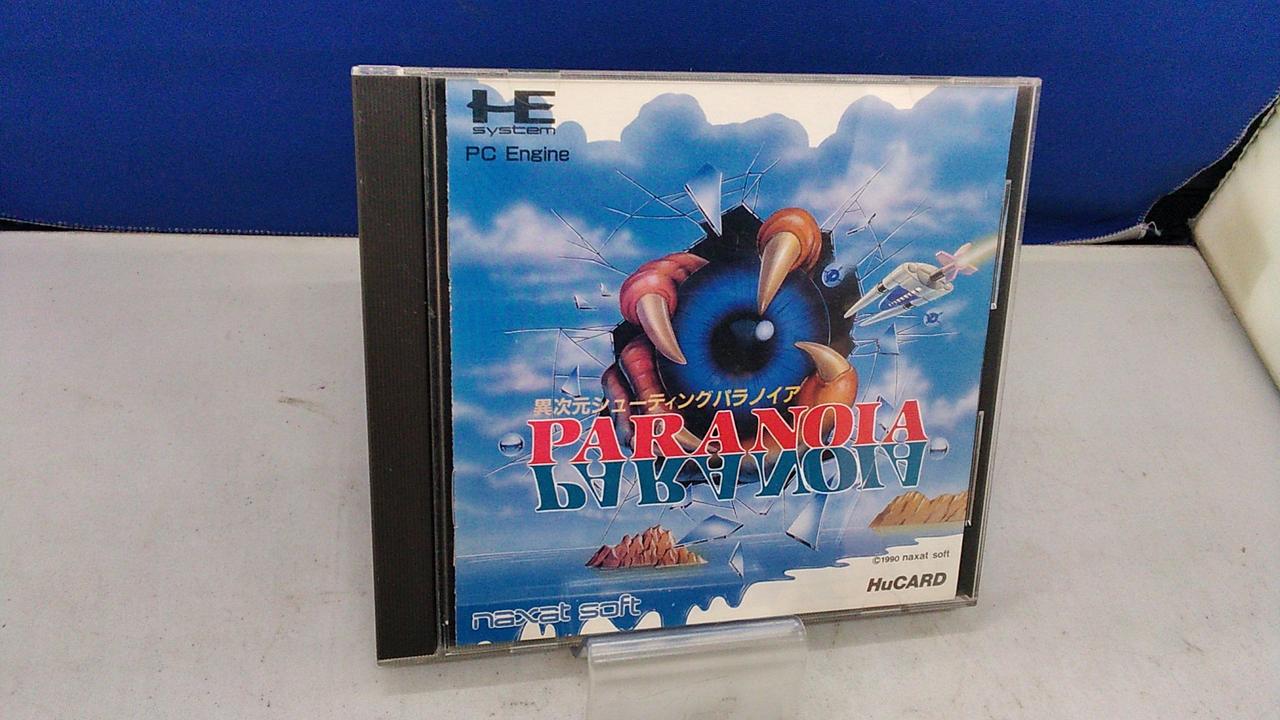 HE
system
PC Engine
異次元シューティングパラノイア
PARANOIA
PARANOIA
©1990 naxat soft
HuCARD
naxat soft